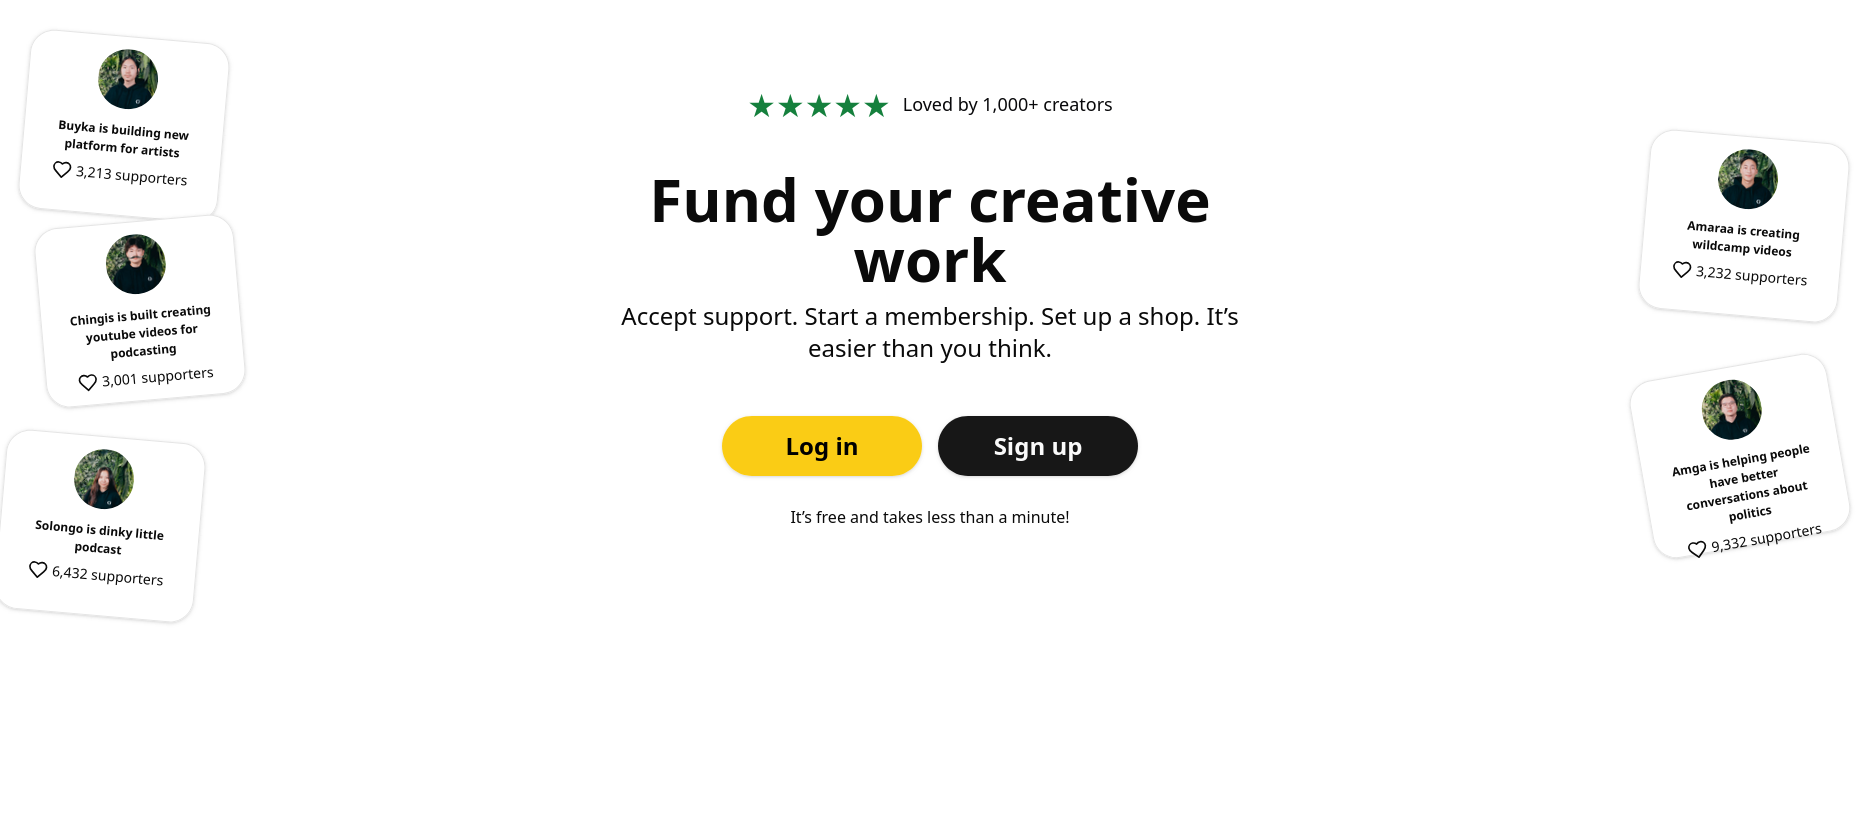 Buyka is building new
platform for artists
3,213 supporters
Chingis is built creating
youtube videos for
podcasting
3,001 supporters
Solongo is dinky little
podcast
6,432 supporters
Loved by 1,000+ creators
Fund your creative
work
Accept support. Start a membership. Set up a shop. It’s
easier than you think.
Log in
Sign up
It’s free and takes less than a minute!
Amaraa is creating
wildcamp videos
3,232 supporters
Amga is helping people
have better
conversations about
politics
9,332 supporters